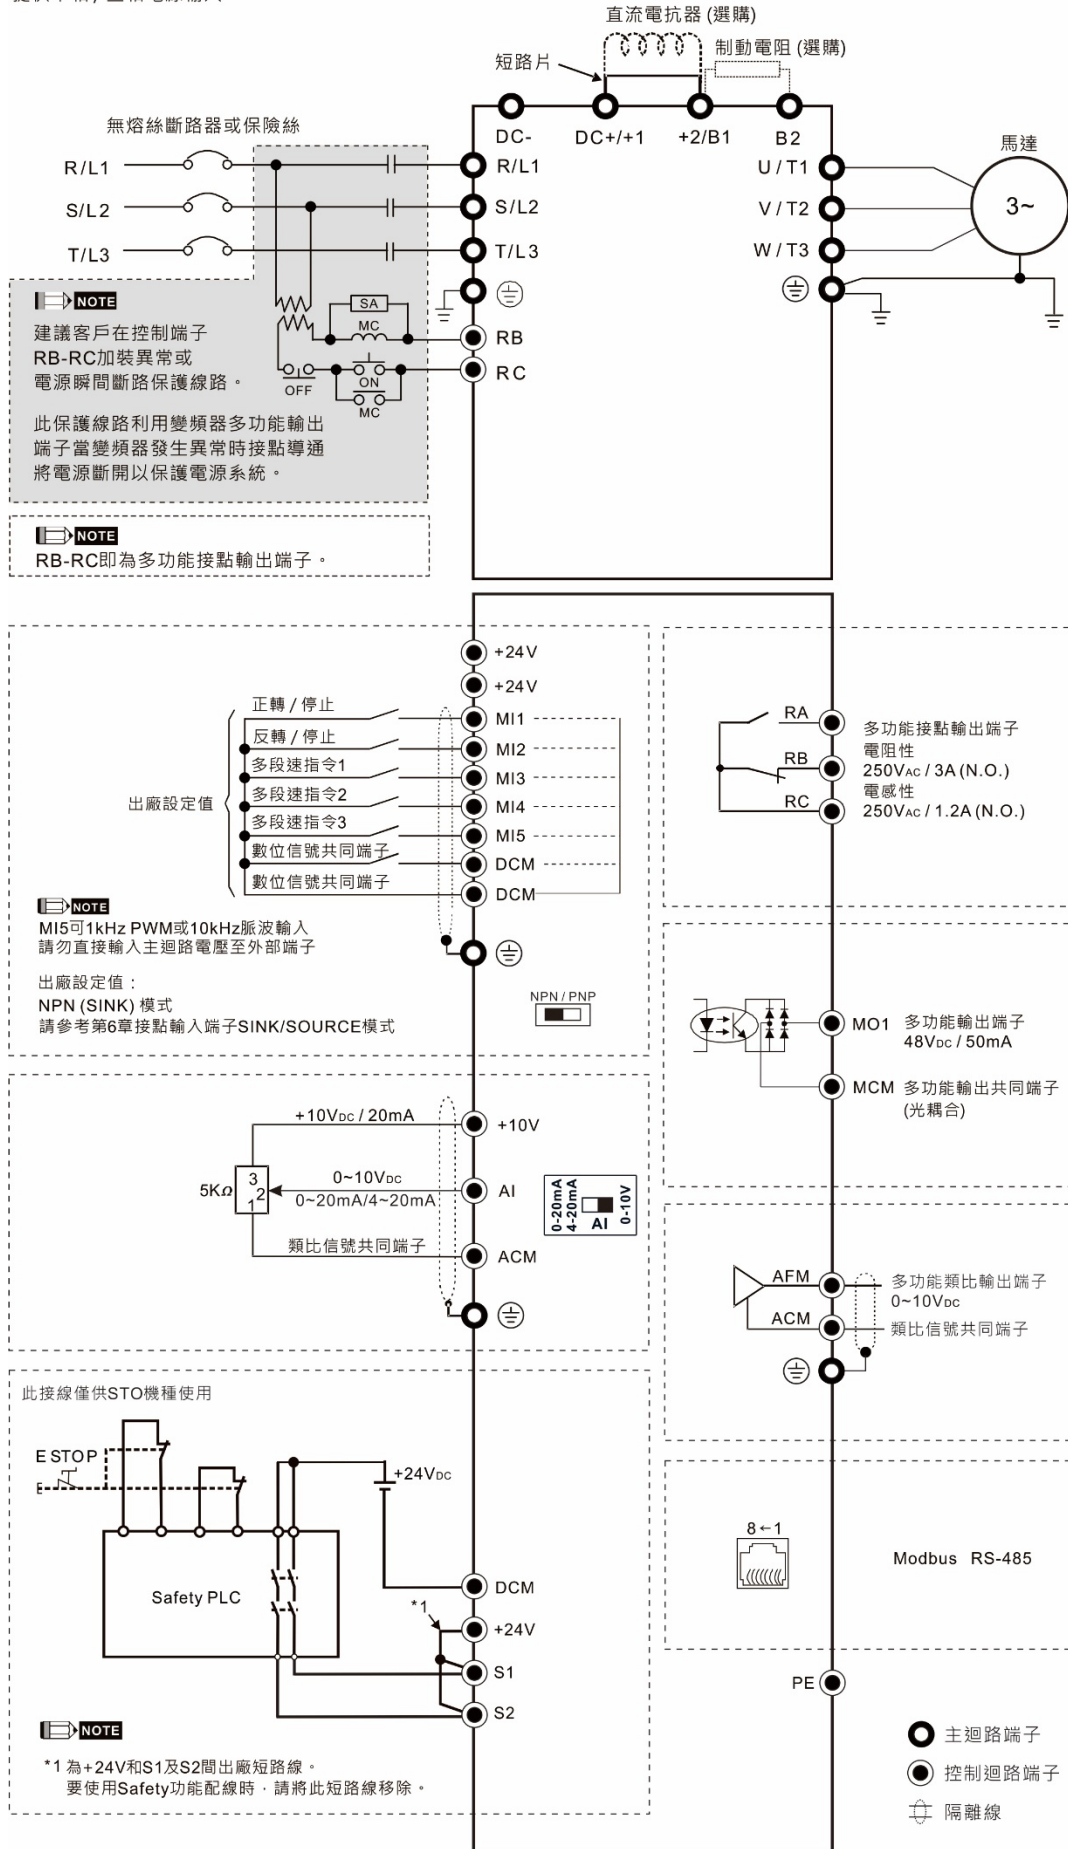 直流電抗器 (選購)
制動電阻 (選購)
短路片
無熔絲斷路器或保險絲
DC-
DC+/+1
+2/B1
B2
馬達
R/L1
R/L1
U / T1
S/L2
S/L2
V / T2
3~
T/L3
T/L3
W / T3
NOTE
建議客戶在控制端子
RB-RC加裝異常或
電源瞬間斷路保護線路。
此保護線路利用變頻器多功能輸出
端子當變頻器發生異常時接點導通
將電源斷開以保護電源系統。
SA
MC
RB
OFF
ON
MC
RC
NOTE
RB-RC即為多功能接點輸出端子。
+24V
+24V
出廠設定值
正轉 / 停止
MI1
反轉 / 停止
MI2
多段速指令1
MI3
多段速指令2
MI4
多段速指令3
MI5
數位信號共同端子
DCM
數位信號共同端子
DCM
NOTE
MI5可1kHz PWM或10kHz脈波輸入
請勿直接輸入主迴路電壓至外部端子
出廠設定值：
NPN (SINK) 模式
請參考第6章接點輸入端子SINK/SOURCE模式
NPN / PNP
RA
RB
RC
多功能接點輸出端子
電阻性
250VAC / 3A (N.O.)
電感性
250VAC / 1.2A (N.O.)
MO1
多功能輸出端子
48VDC / 50mA
MCM
多功能輸出共同端子
(光耦合)
+10VDC / 20mA
+10V
5KΩ
3
2
1
0~10VDC
0~20mA/4~20mA
AI
類比信號共同端子
ACM
0-20mA
4-20mA
AI
0-10V
AFM
多功能類比輸出端子
0~10VDC
ACM
類比信號共同端子
此接線僅供STO機種使用
E STOP
+24VDC
Safety PLC
DCM
*1
+24V
S1
S2
NOTE
*1 為+24V和S1及S2間出廠短路線。
要使用Safety功能配線時，請將此短路線移除。
8←1
Modbus RS-485
PE
主迴路端子
控制迴路端子
隔離線